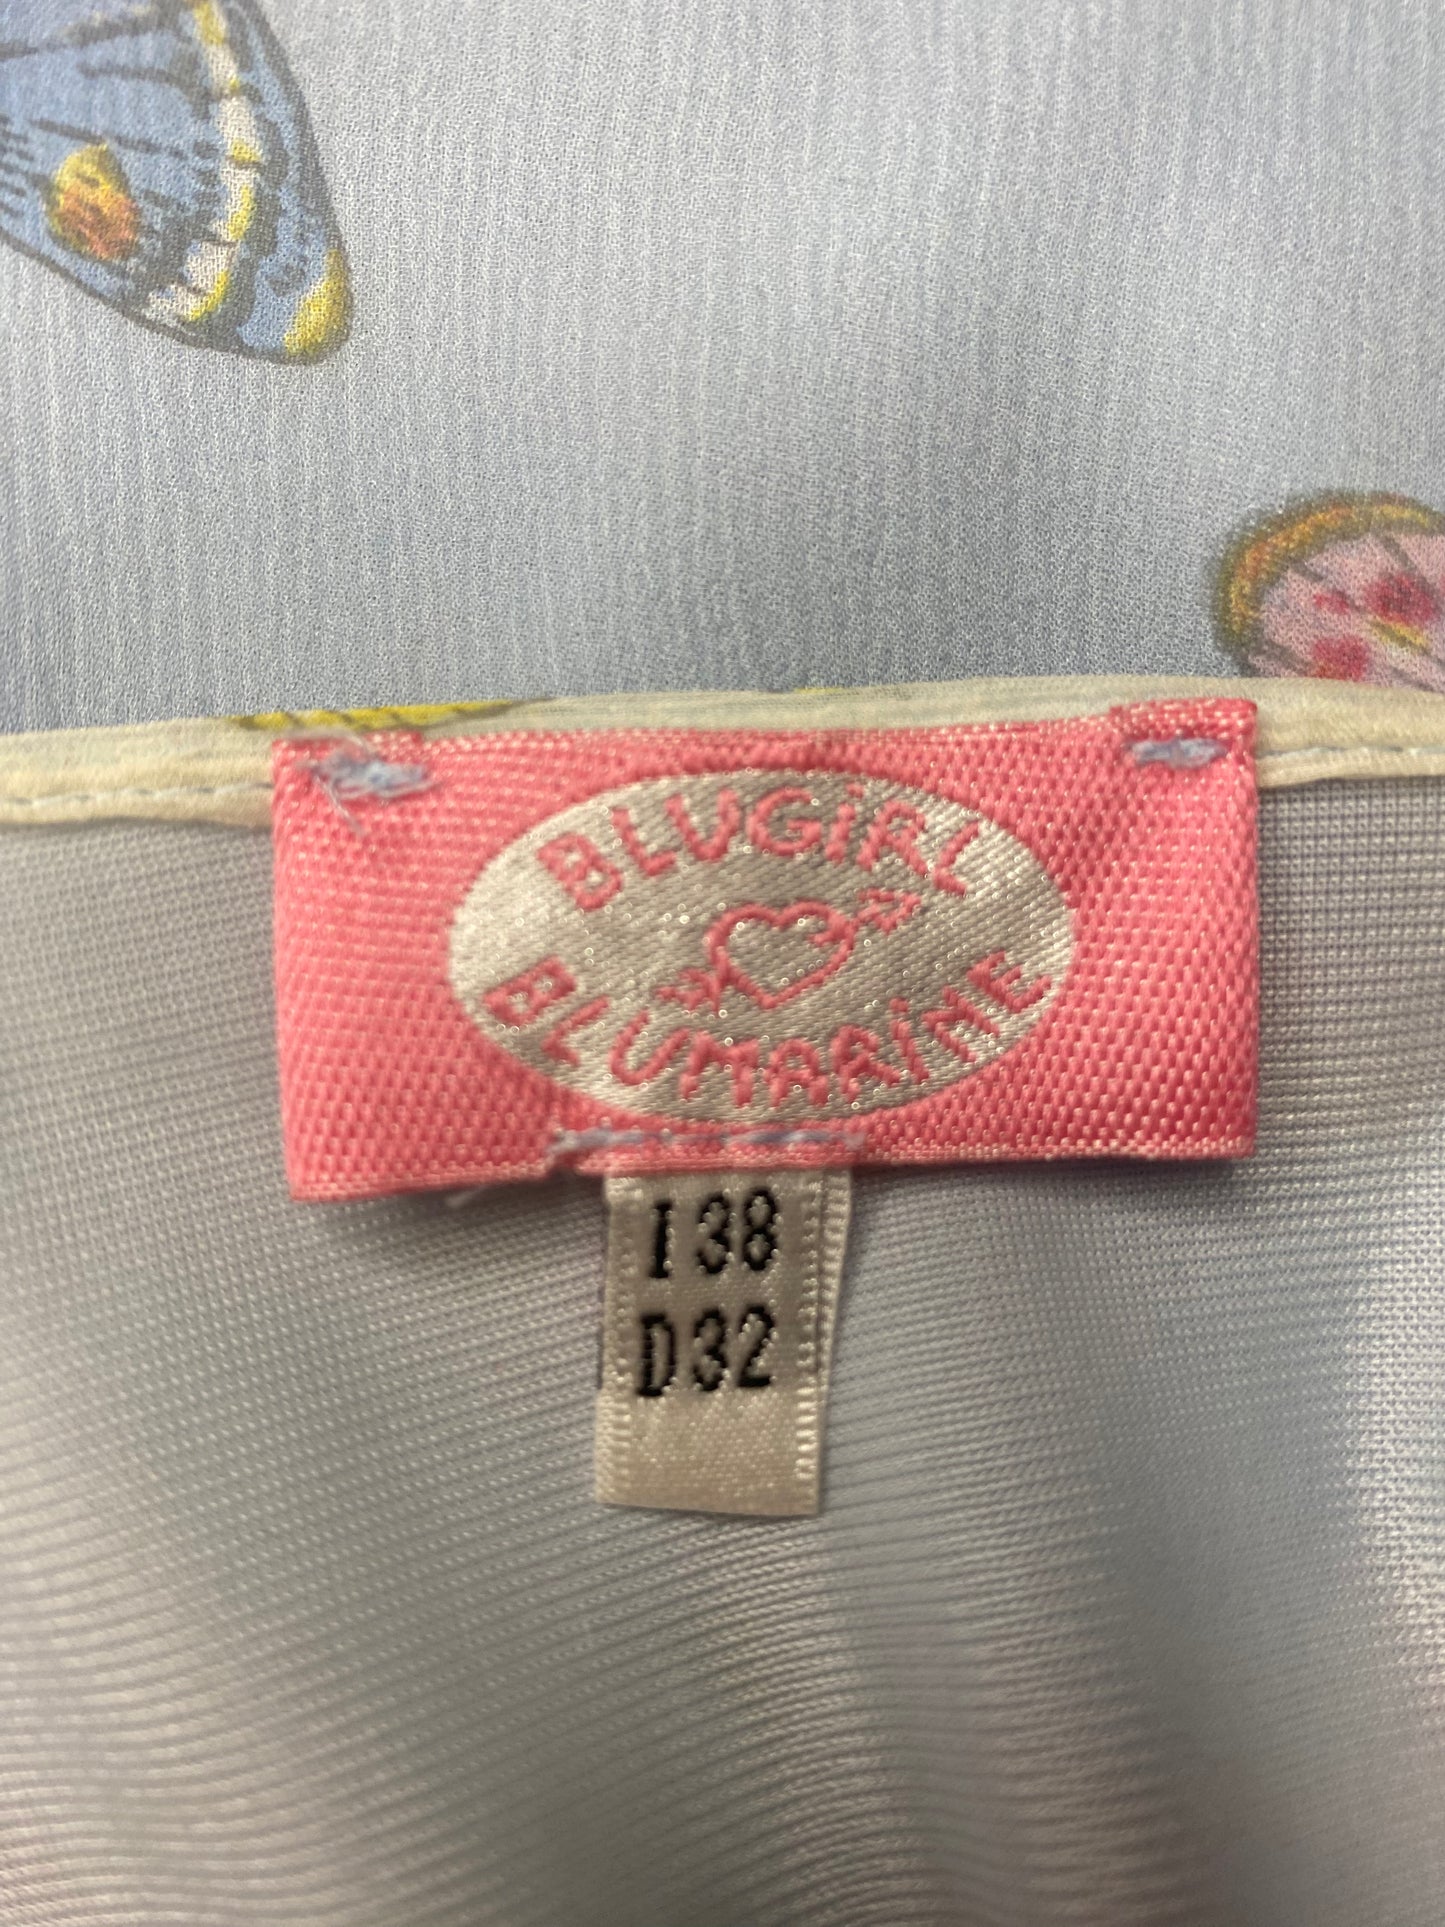 BLUGiRL
BLUMARiNE
I 38
D32